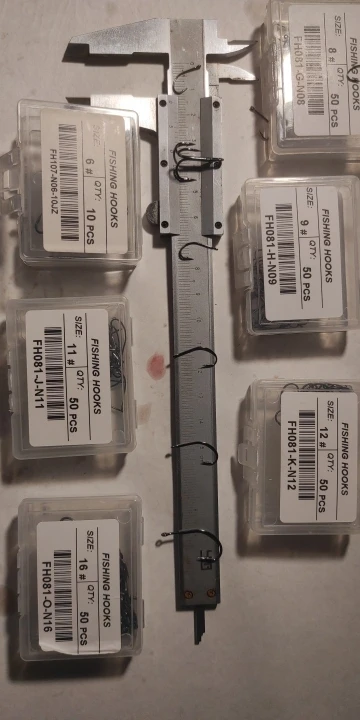 FISHING HOOKS
SIZE: 8 # QTY: 50 PCS
FH081-G-N08
FISHING HOOKS
SIZE: 6 # QTY: 10 PCS
FH107-N06-10JZ
FISHING HOOKS
SIZE: 9 # QTY: 50 PCS
FH081-H-N09
FISHING HOOKS
SIZE: 11 # QTY: 50 PCS
FH081-J-N11
FISHING HOOKS
SIZE: 12 # QTY: 50 PCS
FH081-K-N12
FISHING HOOKS
SIZE: 16 # QTY: 50 PCS
FH081-O-N16